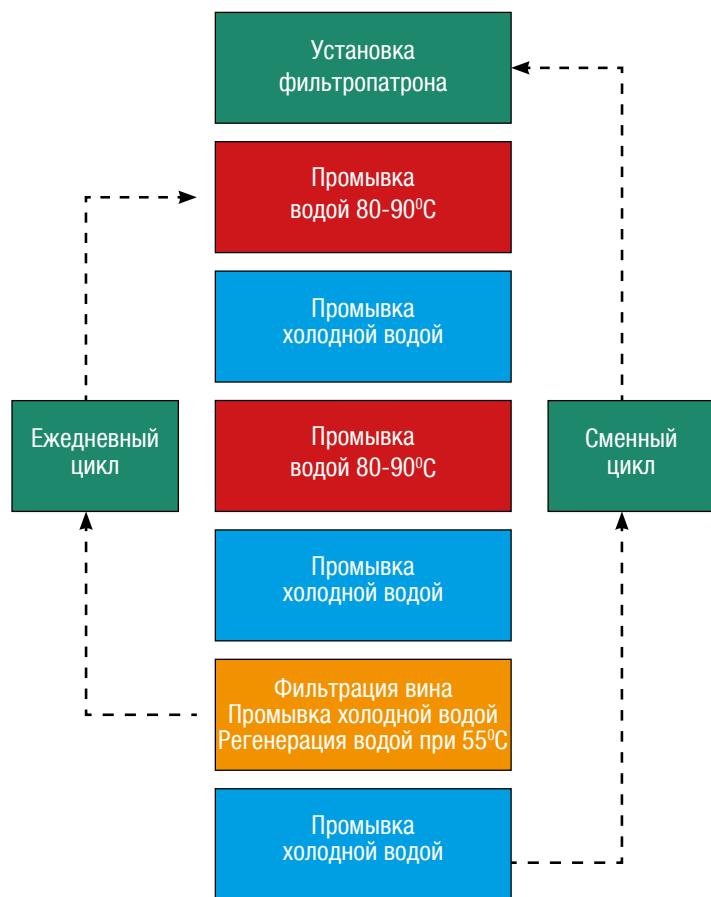 Установка
фильтропатрона
Промывка
водой 80-90⁰С
Промывка
холодной водой
Ежедневный
цикл
Промывка
водой 80-90⁰С
Сменный
цикл
Промывка
холодной водой
Фильтрация вина
Промывка холодной водой
Регенерация водой при 55⁰С
Промывка
холодной водой